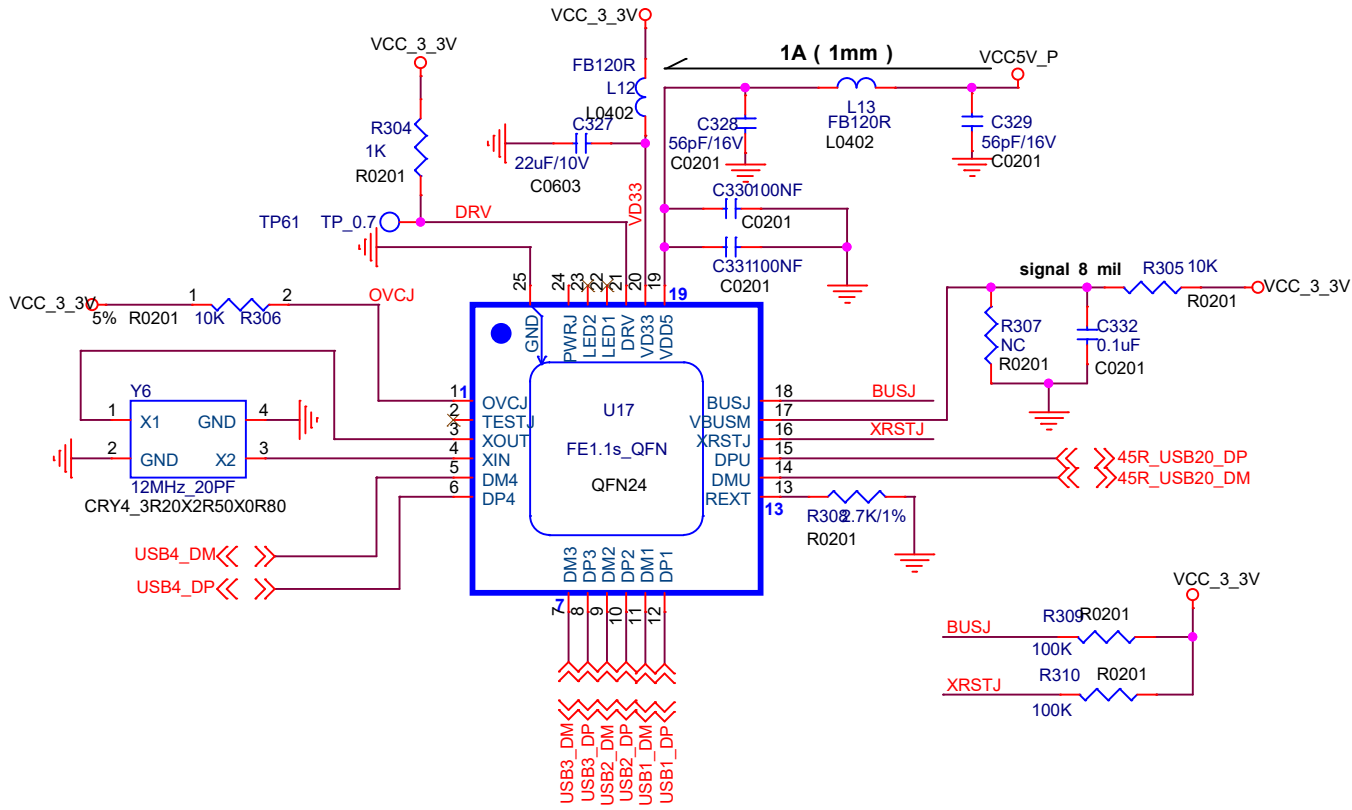 VCC_3_3V
VCC_3_3V
1A ( 1mm )
VCC5V_P
FB120R
L12
L0402
R304
1K
R0201
C327
22uF/10V
C0603
C328
56pF/16V
C0201
L13
FB120R
L0402
C329
56pF/16V
C0201
TP61 TP_0.7
DRV
VD33
C330 100NF
C0201
C331 100NF
C0201
signal 8 mil
R305 10K
R0201
VCC_3_3V
R307
NC
R0201
C332
0.1uF
C0201
VCC_3_3V
5% R0201
1 2
10K R306
OVCJ
25 24 23 22 21 20 19
19
GND PWRJ LED2 LED1 DRV VD33 VDD5
Y6
1 X1 GND 4
2 GND X2 3
12MHz_20PF
CRY4_3R20X2R50X0R80
1
1 OVCJ
2 TESTJ
3 XOUT
4 XIN
5 DM4
6 DP4
U17
FE1.1s_QFN
QFN24
BUSJ 18 BUSJ
VBUSM 17
XRSTJ 16 XRSTJ
DPU 15 45R_USB20_DP
DMU 14 45R_USB20_DM
REXT 13
13
R308 2.7K/1%
R0201
USB4_DM
USB4_DP
DM3 DP3 DM2 DP2 DM1 DP1
7
7 8 9 10 11 12
USB3_DM
USB3_DP
USB2_DM
USB2_DP
USB1_DM
USB1_DP
VCC_3_3V
BUSJ
R309 R0201
100K
XRSTJ
R310 R0201
100K